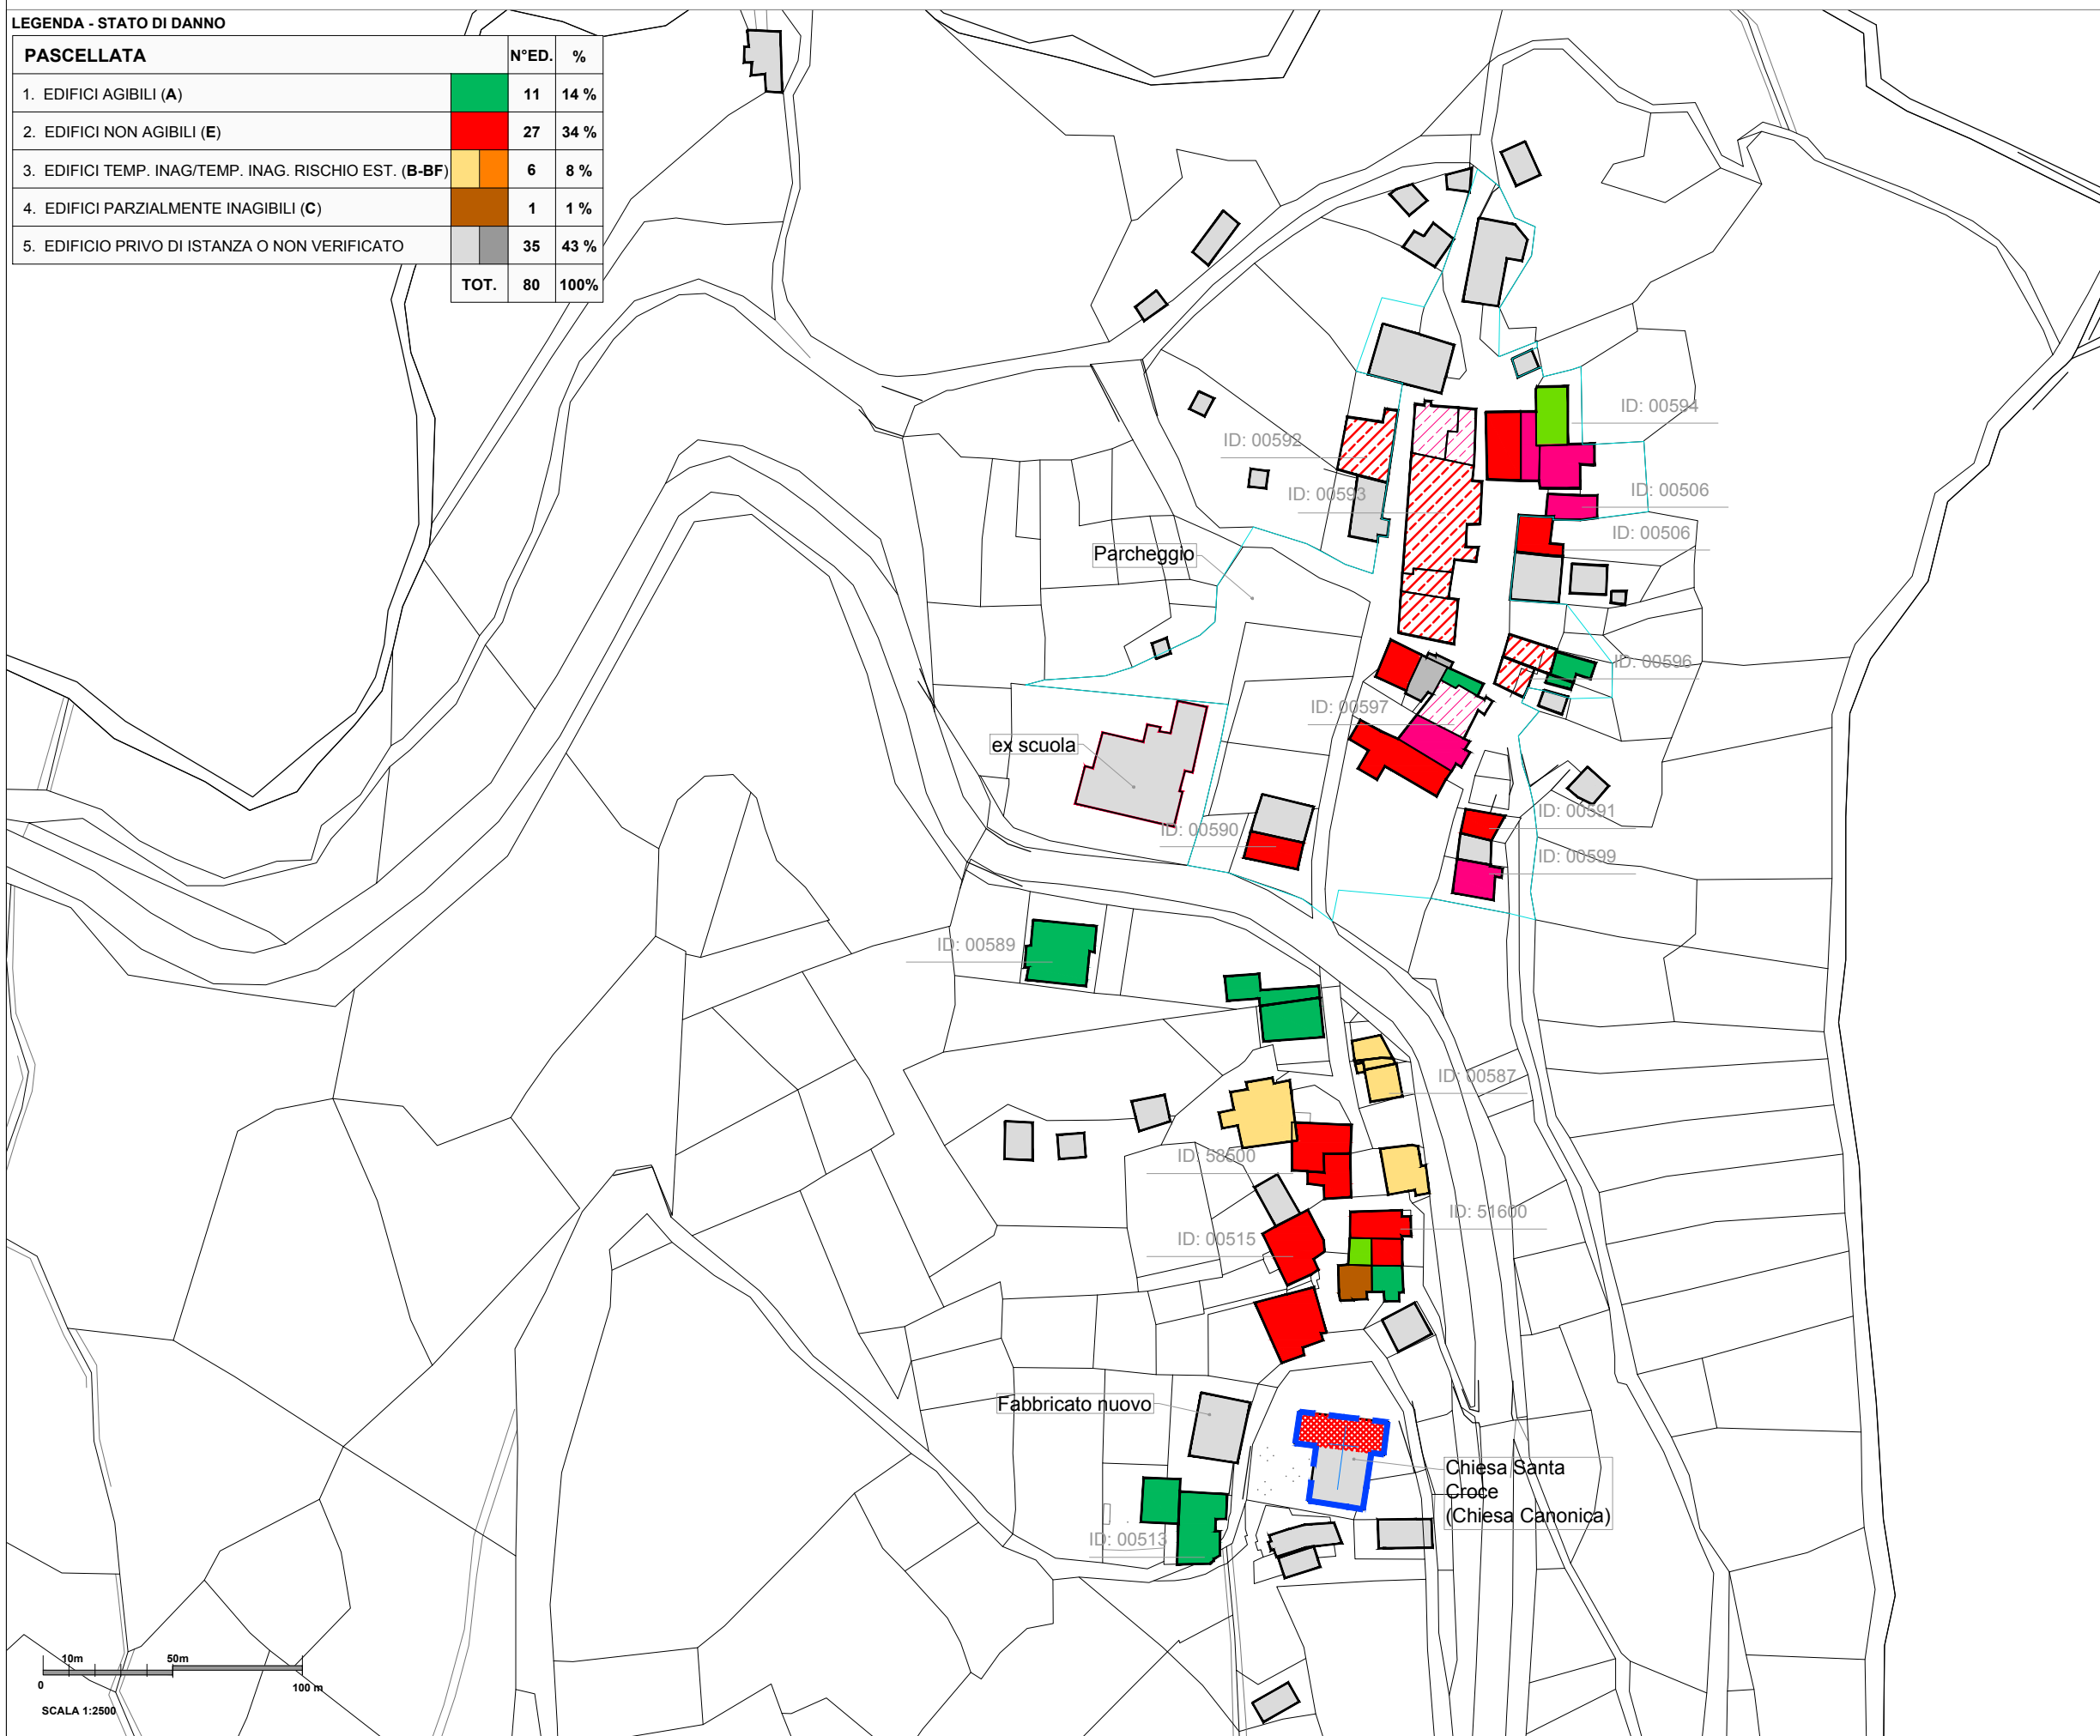 LEGENDA - STATO DI DANNO
PASCELLATA N°ED. %
1. EDIFICI AGIBILI (A) 11 14 %
2. EDIFICI NON AGIBILI (E) 27 34 %
3. EDIFICI TEMP. INAG/TEMP. INAG. RISCHIO EST. (B-BF) 6 8 %
4. EDIFICI PARZIALMENTE INAGIBILI (C) 1 1 %
5. EDIFICIO PRIVO DI ISTANZA O NON VERIFICATO 35 43 %
TOT. 80 100%
ID: 00594
ID: 00592
ID: 00593
ID: 00506
ID: 00506
Parcheggio
ID: 00596
ID: 00597
ex scuola
ID: 00591
ID: 00590
ID: 00599
ID: 00589
ID: 00587
ID: 58500
ID: 51600
ID: 00515
Fabbricato nuovo
Chiesa Santa
Croce
(Chiesa Canonica)
ID: 00513
10m 50m
0 100 m
SCALA 1:2500